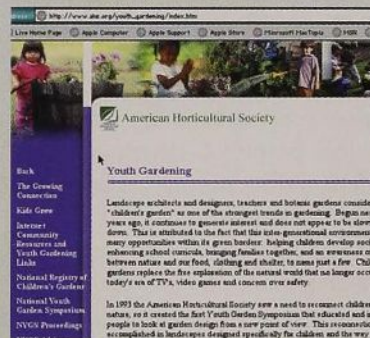 http://www.ahs.org/youth_gardening/index.htm
Live Home Page Apple Computer Apple Support Apple Store Microsoft MacTopia MSN
American Horticultural Society
Back
The Growing
Connection
Kids Grow
Internet
Community
Resources and
Youth Gardening
Links
National Registry of
Children's Gardens
National Youth
Garden Symposium
NYGS Proceedings
Youth Gardening
Landscape architects and designers, teachers and botanic gardens conside
"children's garden" as one of the strongest trends in gardening. Begun ne
years ago, it continues to generate interest and does not appear to be slow
down. This is attributed to the fact that this inter-generational environmen
many opportunities within its green borders: helping children develop soci
enhancing school curricula, bringing families together, and an awareness o
between nature and our food, clothing and shelter, to name just a few. Chil
gardens replace the free exploration of the natural world that no longer occ
today's era of TV's, video games and concern over safety.
In 1993 the American Horticultural Society saw a need to reconnect children
nature, so it created the first Youth Garden Symposium that educated and in
people to look at garden design from a new point of view. This reconnectio
accomplished in landscapes designed specifically for children and the way